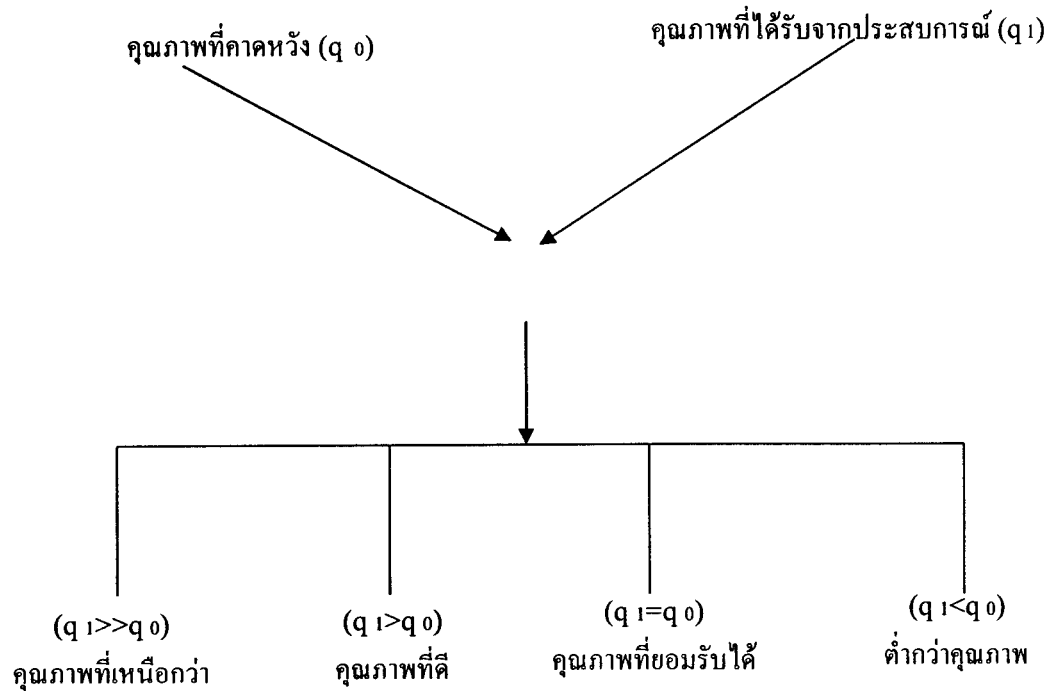 คุณภาพที่คาดหวัง (q 0)
คุณภาพที่ได้รับจากประสบการณ์ (q 1)
(q 1>>q 0)
คุณภาพที่เหนือกว่า
(q 1>q 0)
คุณภาพที่ดี
(q 1=q 0)
คุณภาพที่ยอมรับได้
(q 1<q 0)
ต่ำกว่าคุณภาพ